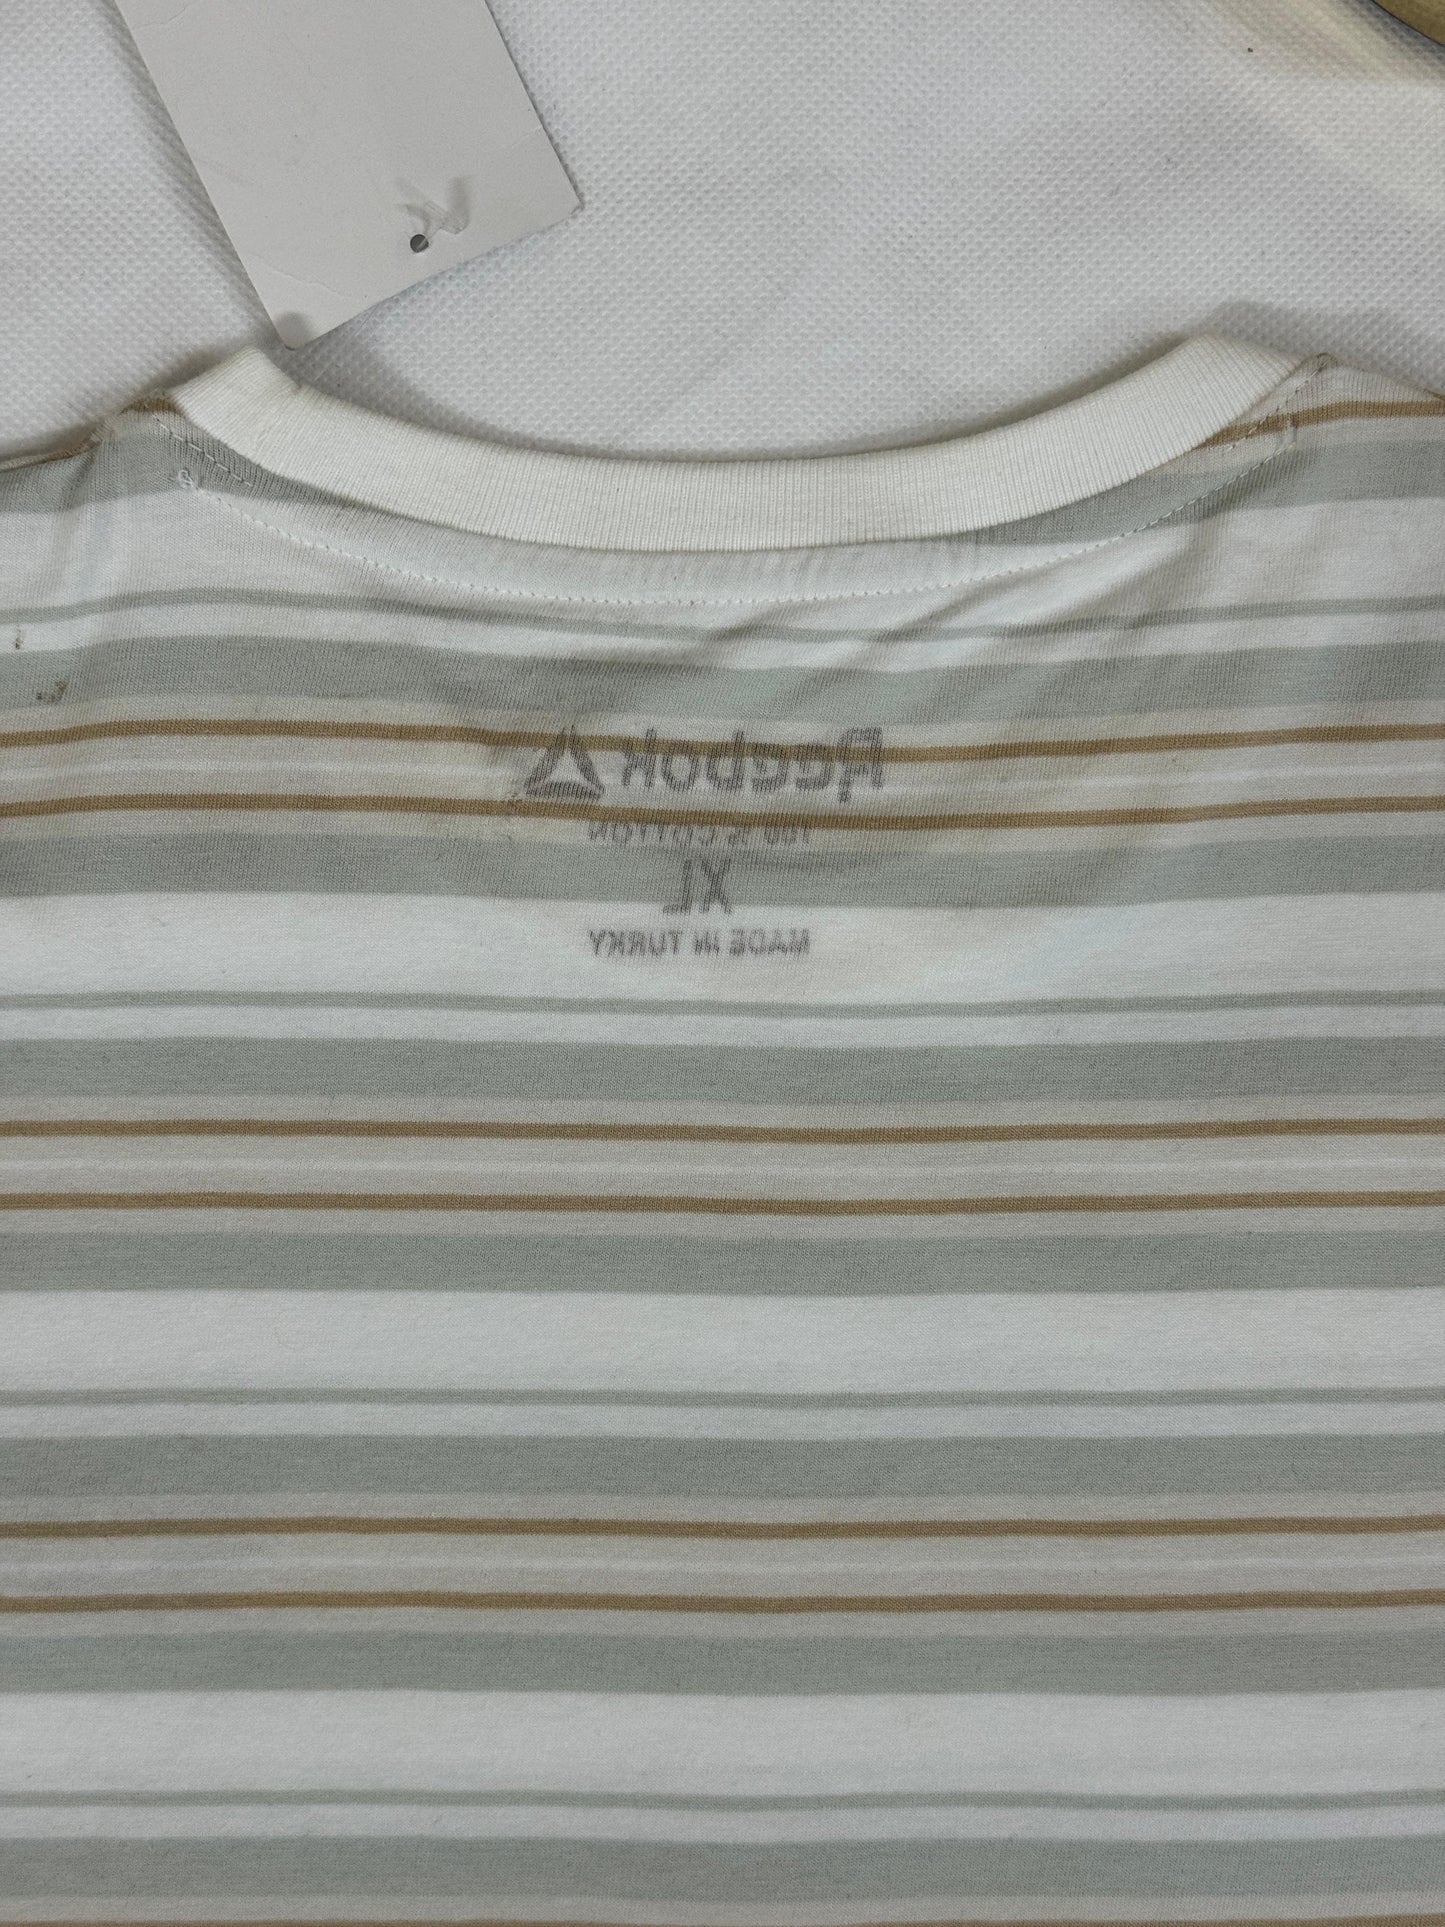 Reebok
100 % COTTON
XL
MADE IN TURKY